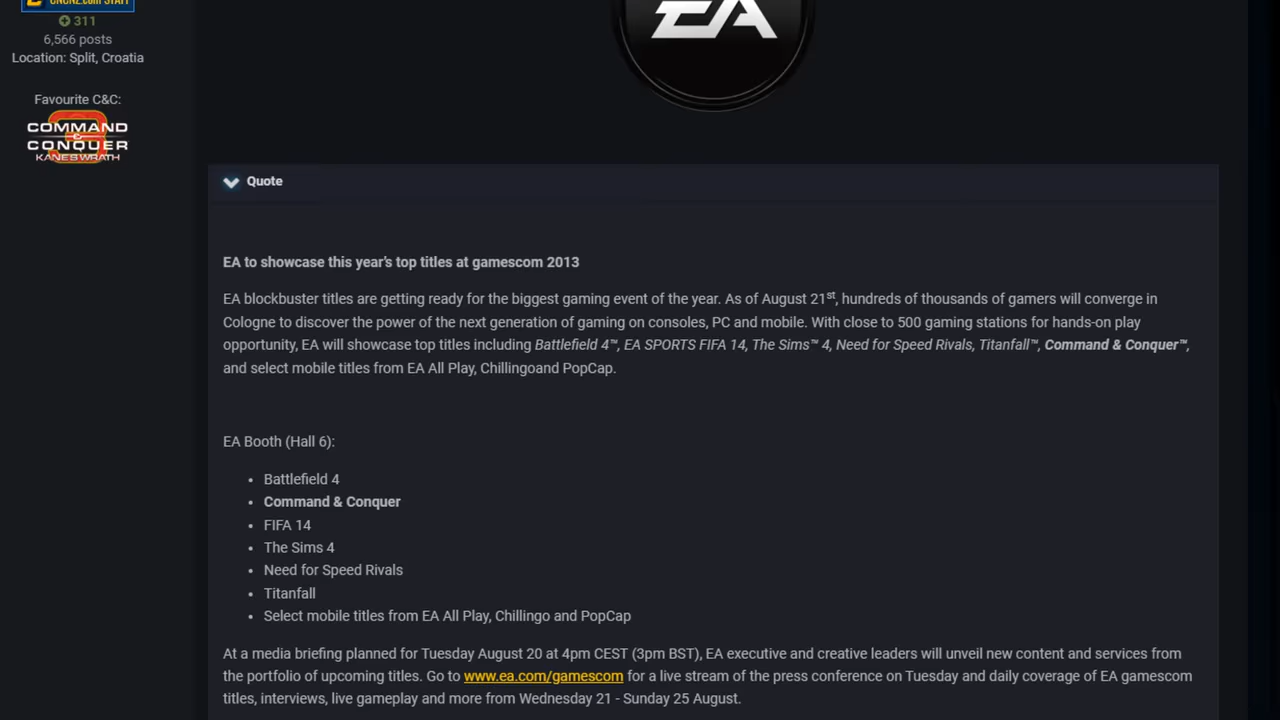 CNCNZ.com STAFF
311
6,566 posts
Location: Split, Croatia
Favourite C&C:
COMMAND
&
CONQUER
KANE'S WRATH
EA
Quote
EA to showcase this year's top titles at gamescom 2013
EA blockbuster titles are getting ready for the biggest gaming event of the year. As of August 21st, hundreds of thousands of gamers will converge in
Cologne to discover the power of the next generation of gaming on consoles, PC and mobile. With close to 500 gaming stations for hands-on play
opportunity, EA will showcase top titles including Battlefield 4™, EA SPORTS FIFA 14, The Sims™ 4, Need for Speed Rivals, Titanfall™, Command & Conquer™,
and select mobile titles from EA All Play, Chillingoand PopCap.
EA Booth (Hall 6):
• Battlefield 4
• Command & Conquer
• FIFA 14
• The Sims 4
• Need for Speed Rivals
• Titanfall
• Select mobile titles from EA All Play, Chillingo and PopCap
At a media briefing planned for Tuesday August 20 at 4pm CEST (3pm BST), EA executive and creative leaders will unveil new content and services from
the portfolio of upcoming titles. Go to www.ea.com/gamescom for a live stream of the press conference on Tuesday and daily coverage of EA gamescom
titles, interviews, live gameplay and more from Wednesday 21 - Sunday 25 August.